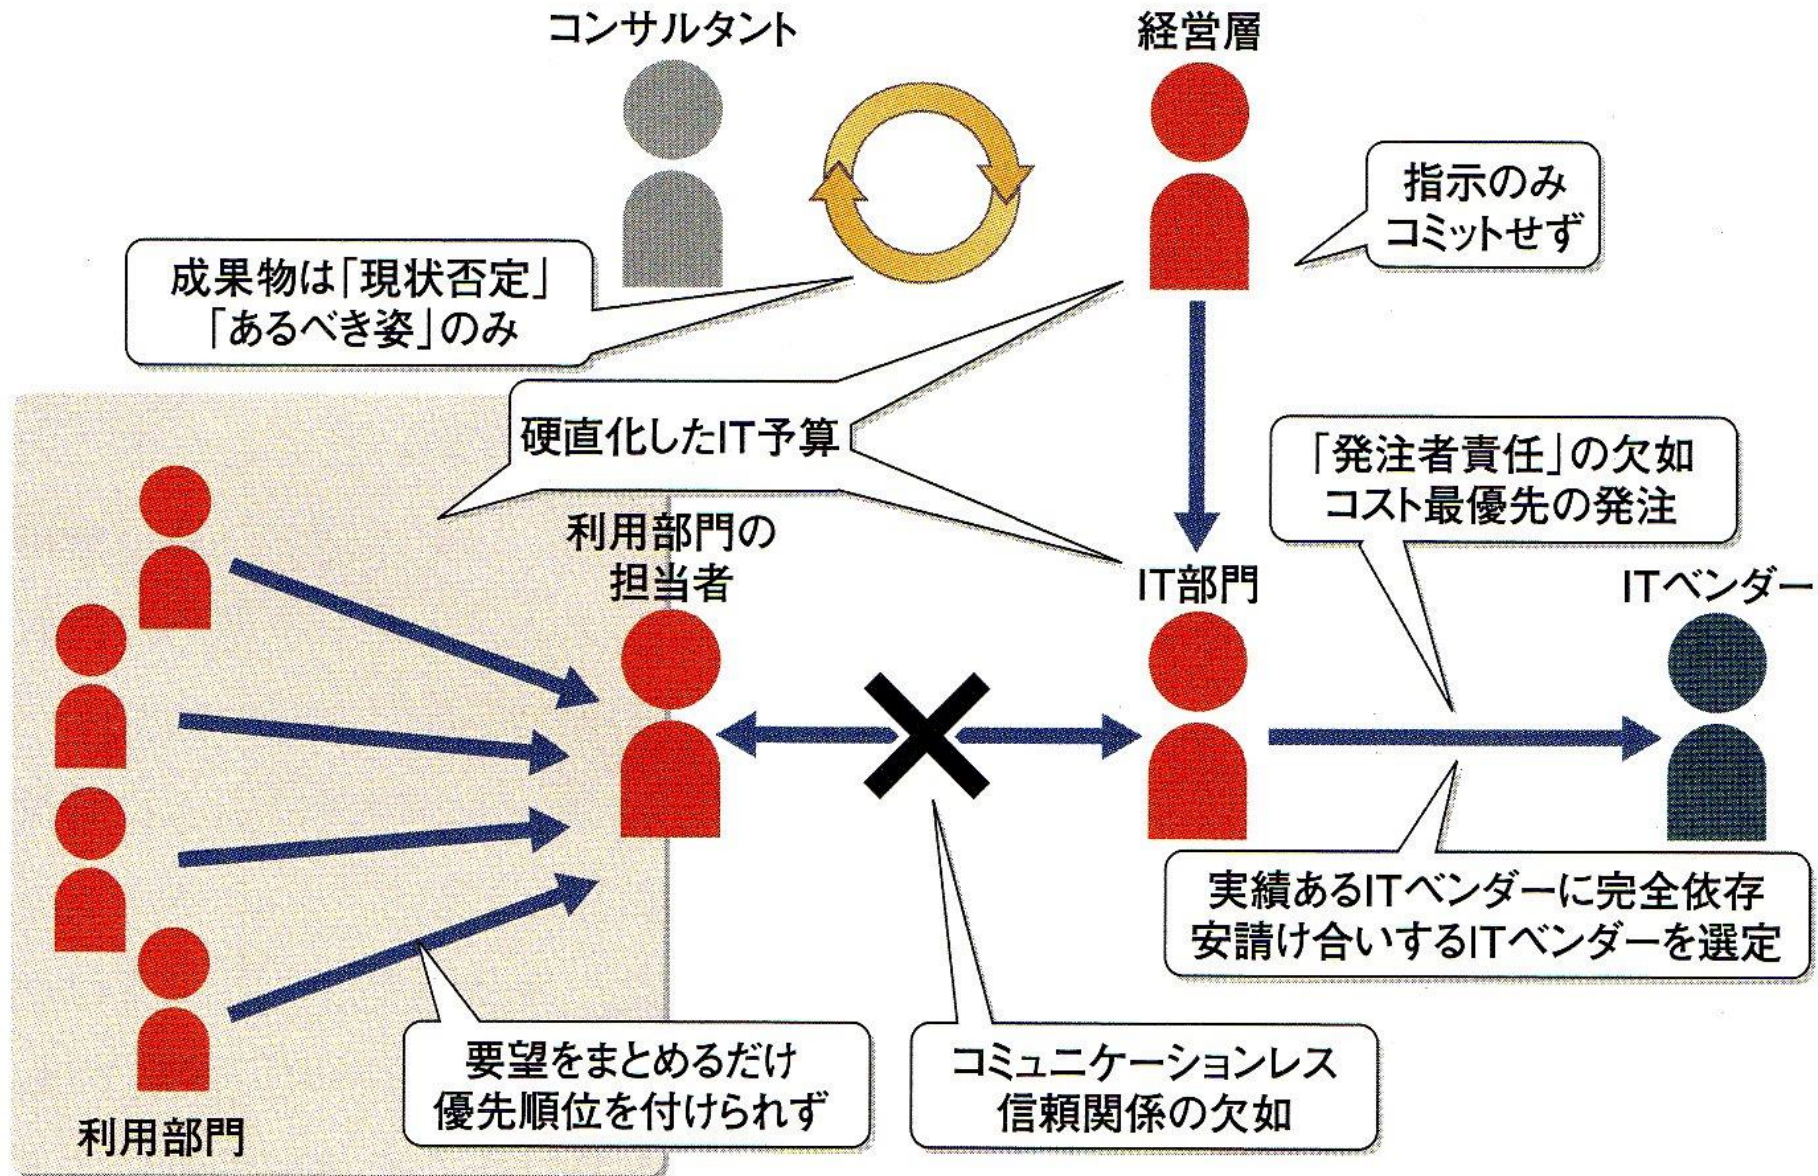 コンサルタント
経営層
指示のみ
コミットせず
成果物は「現状否定」
「あるべき姿」のみ
硬直化したIT予算
「発注者責任」の欠如
コスト最優先の発注
利用部門の
担当者
IT部門
ITベンダー
実績あるITベンダーに完全依存
安請け合いするITベンダーを選定
要望をまとめるだけ
優先順位を付けられず
コミュニケーションレス
信頼関係の欠如
利用部門